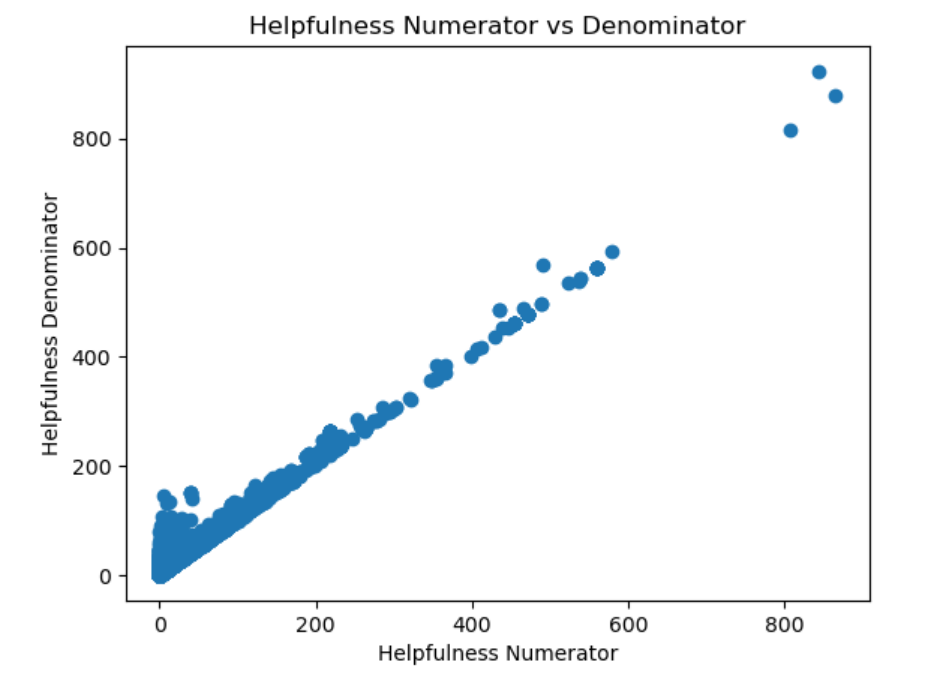 Helpfulness Numerator vs Denominator
Helpfulness Denominator
800
600
400
200
0
0 200 400 600 800
Helpfulness Numerator